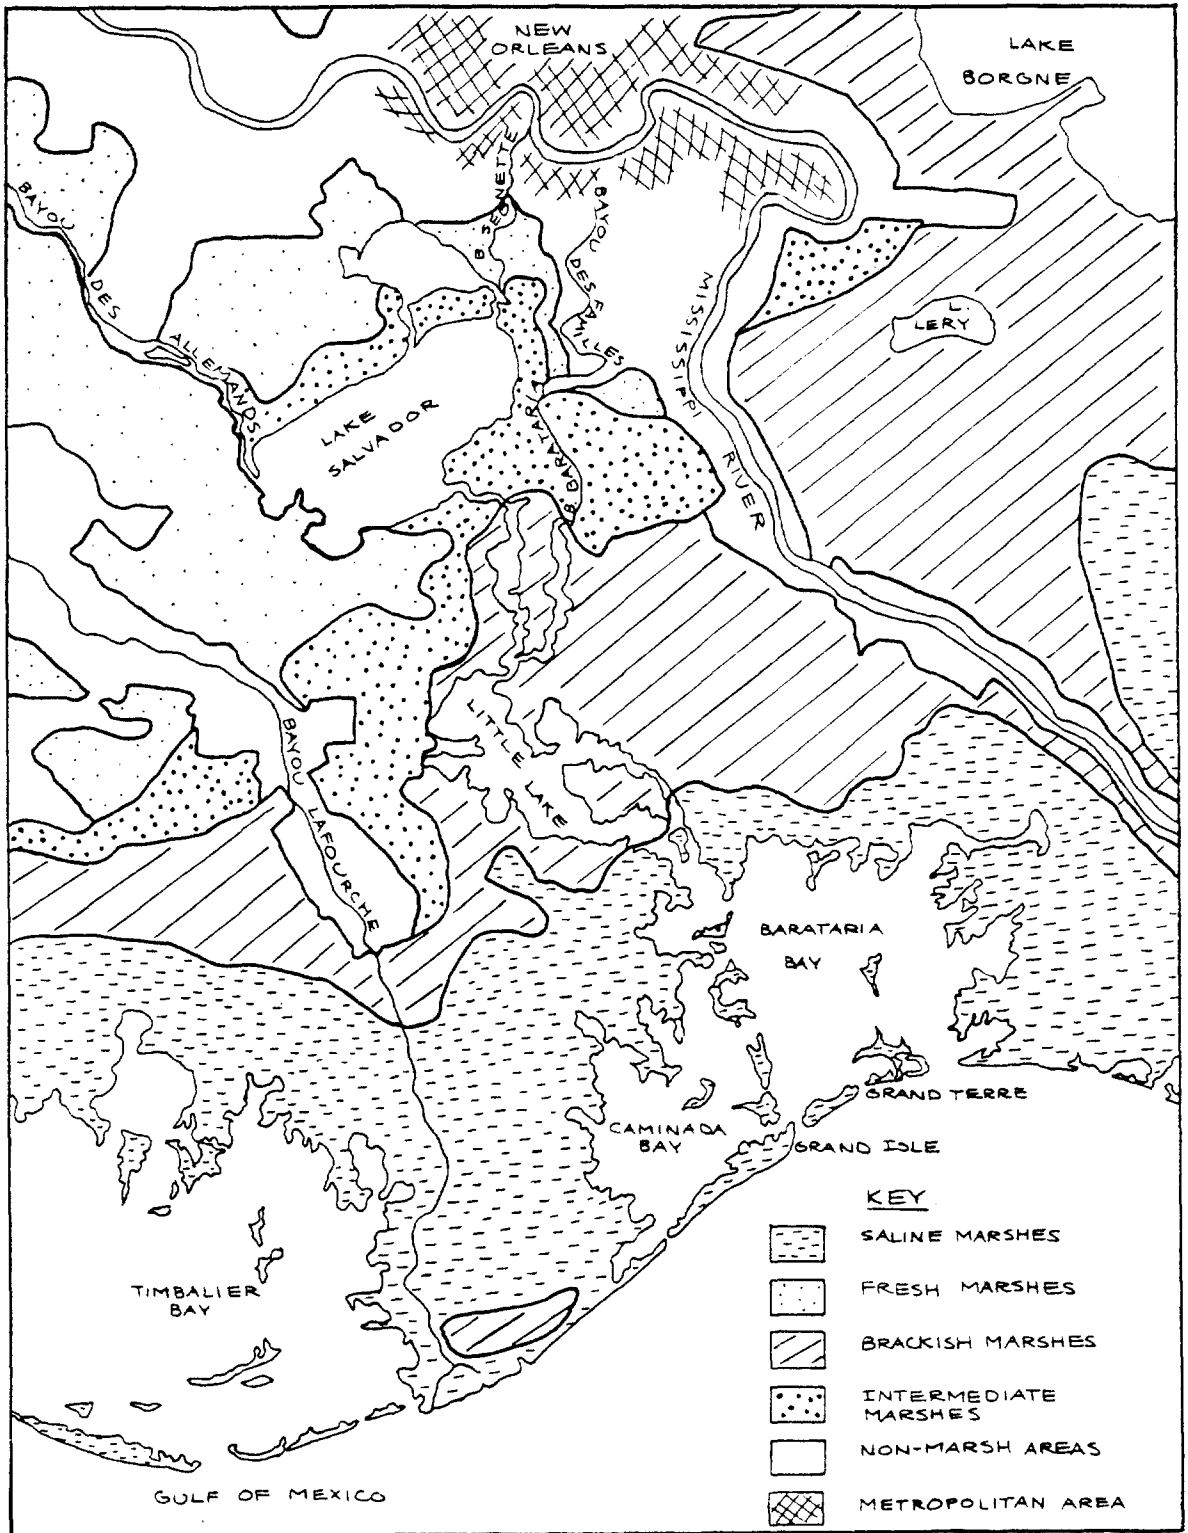 NEW
ORLEANS
LAKE
BORGNE
B. SEGNETTE
BAYOU DES FAMILLES
BAYOU DES ALLEMANDS
MISSISSIPPI RIVER
L.
LERY
LAKE
SALVADOR
B. BARATARIA
BAYOU LAFOURCHE
LITTLE LAKE
BARATARIA
BAY
GRAND TERRE
CAMINADA
BAY
GRAND ISLE
TIMBALIER
BAY
GULF OF MEXICO
KEY
SALINE MARSHES
FRESH MARSHES
BRACKISH MARSHES
INTERMEDIATE
MARSHES
NON-MARSH AREAS
METROPOLITAN AREA